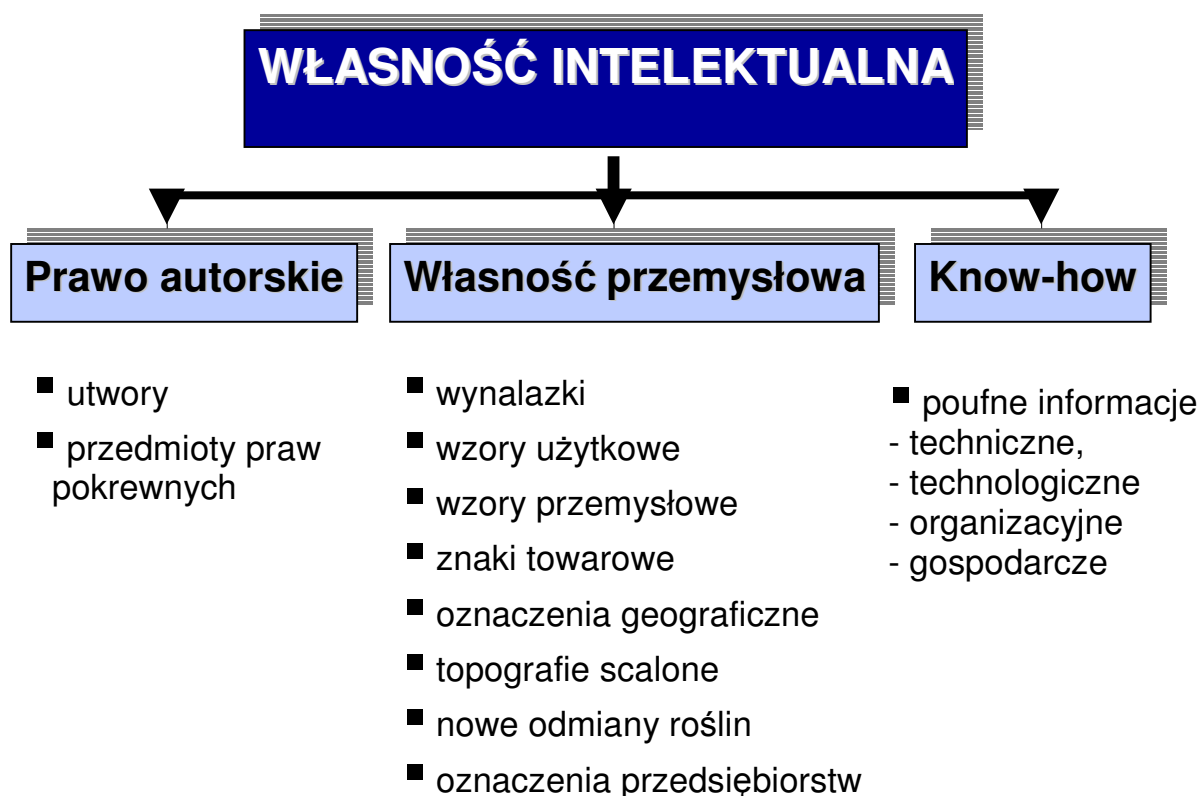 WŁASNOŚĆ INTELEKTUALNA
Prawo autorskie
▪ utwory
▪ przedmioty praw
pokrewnych
Własność przemysłowa
▪ wynalazki
▪ wzory użytkowe
▪ wzory przemysłowe
▪ znaki towarowe
▪ oznaczenia geograficzne
▪ topografie scalone
▪ nowe odmiany roślin
▪ oznaczenia przedsiębiorstw
Know-how
▪ poufne informacje
- techniczne,
- technologiczne
- organizacyjne
- gospodarcze